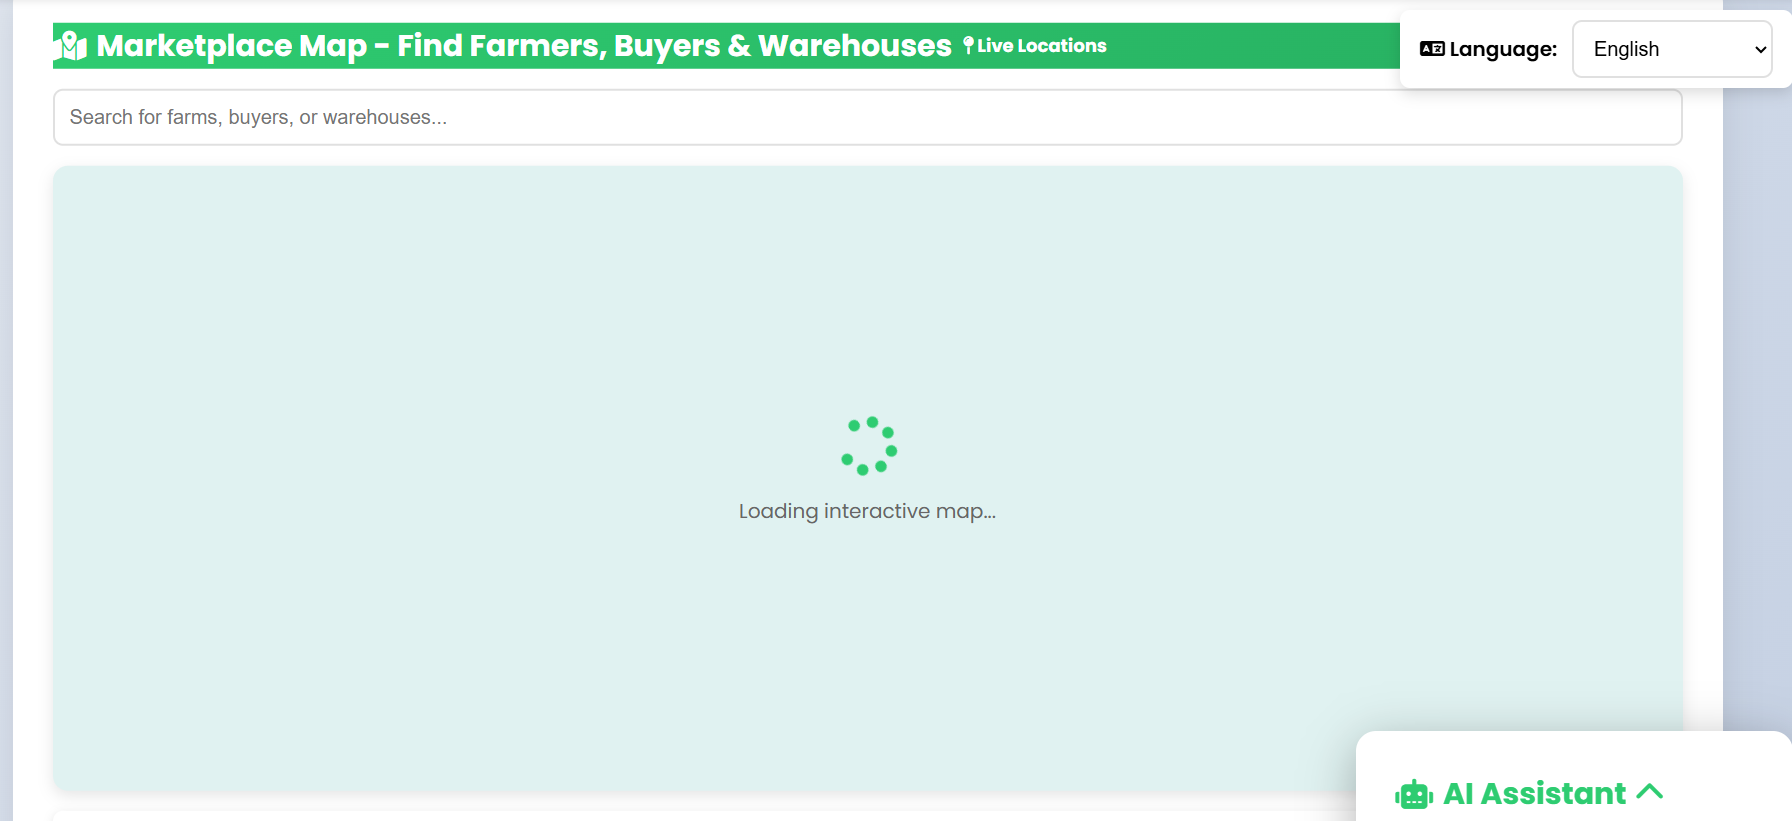 Marketplace Map - Find Farmers, Buyers & Warehouses Live Locations
Language: English
Search for farms, buyers, or warehouses...
Loading interactive map...
AI Assistant